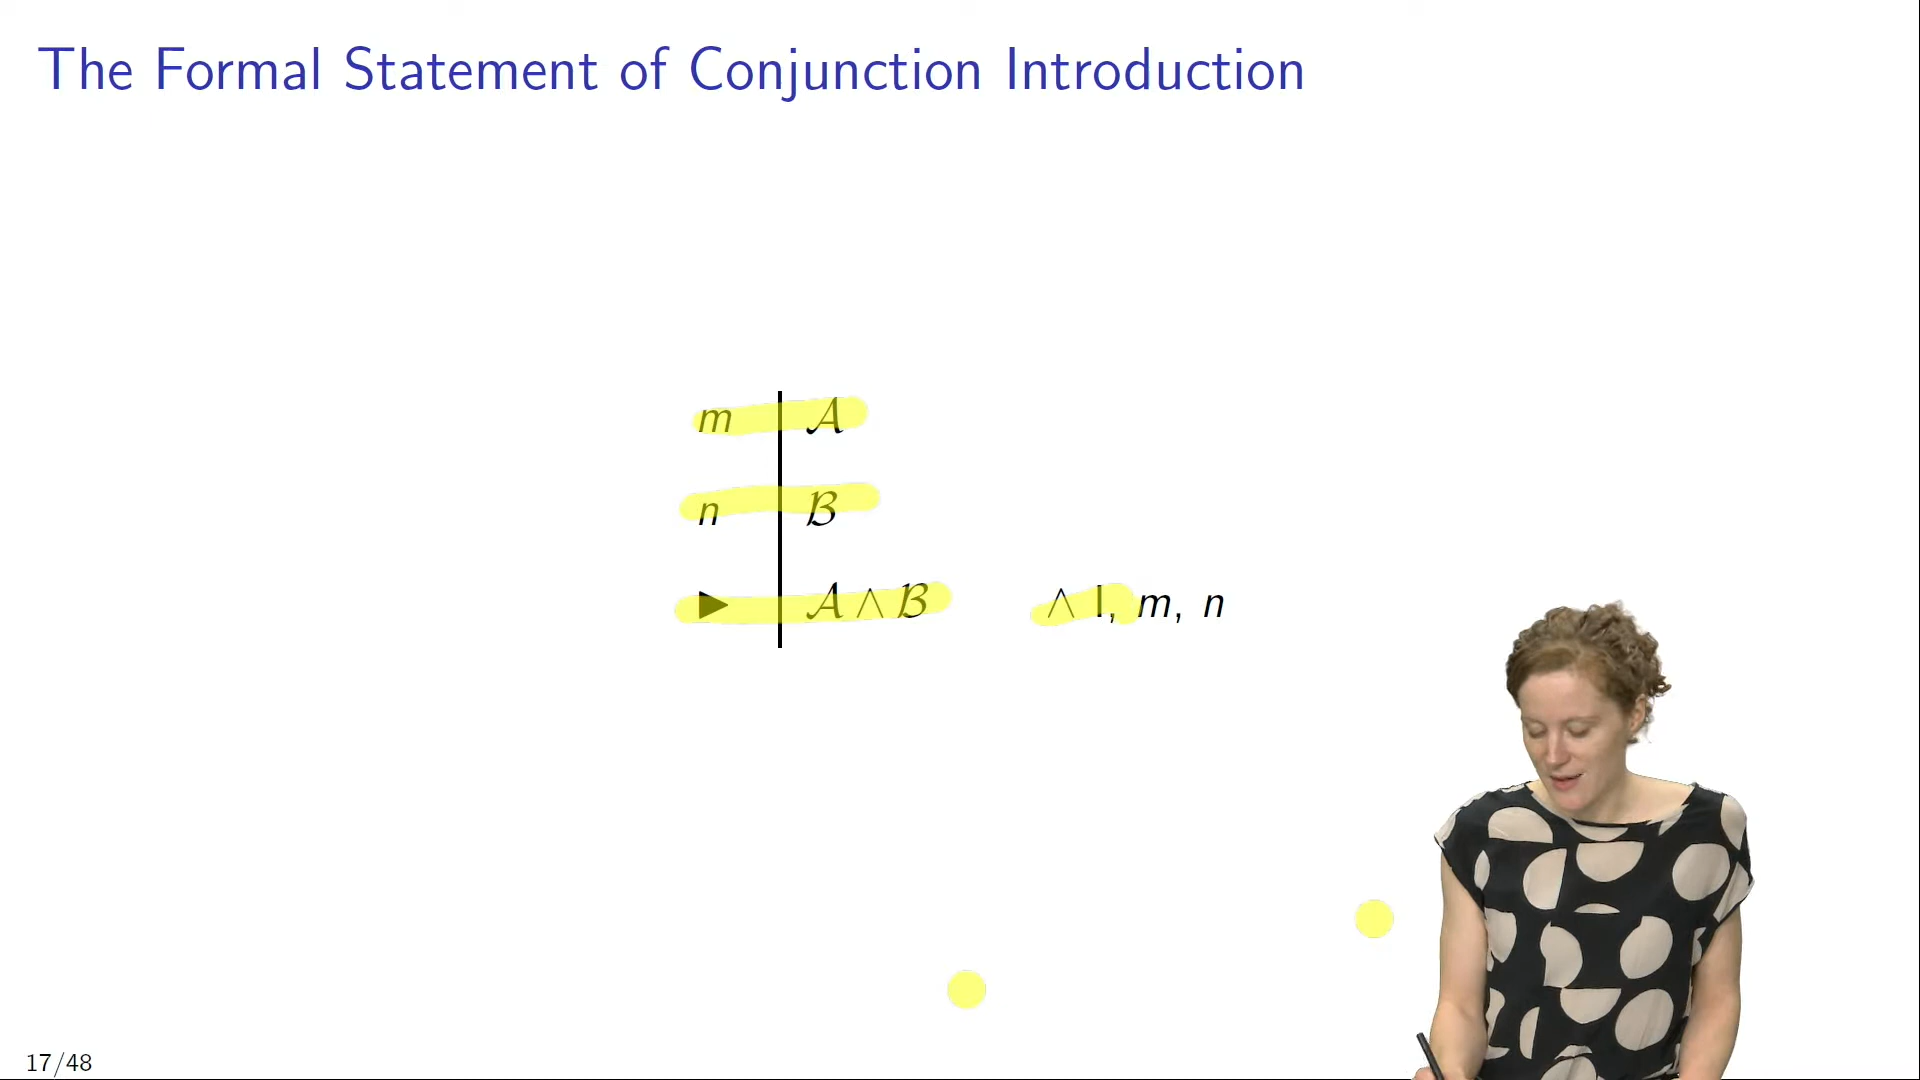 The Formal Statement of Conjunction Introduction
m 𝒜
n ℬ
▶ 𝒜 ∧ ℬ ∧ I, m, n
17/48